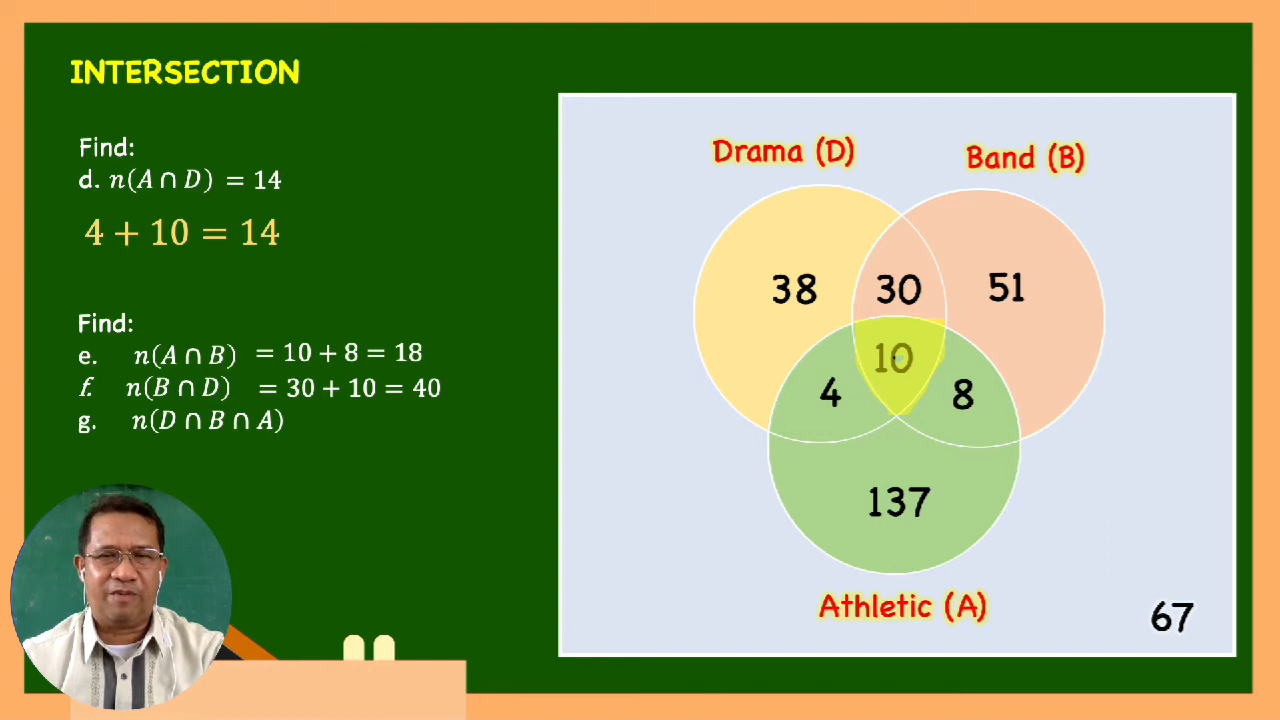 INTERSECTION
Find:
d. n(A ∩ D) = 14
4 + 10 = 14
Find:
e. n(A ∩ B) = 10 + 8 = 18
f. n(B ∩ D) = 30 + 10 = 40
g. n(D ∩ B ∩ A)
Drama (D)
Band (B)
38
30
51
10
4
8
137
Athletic (A)
67